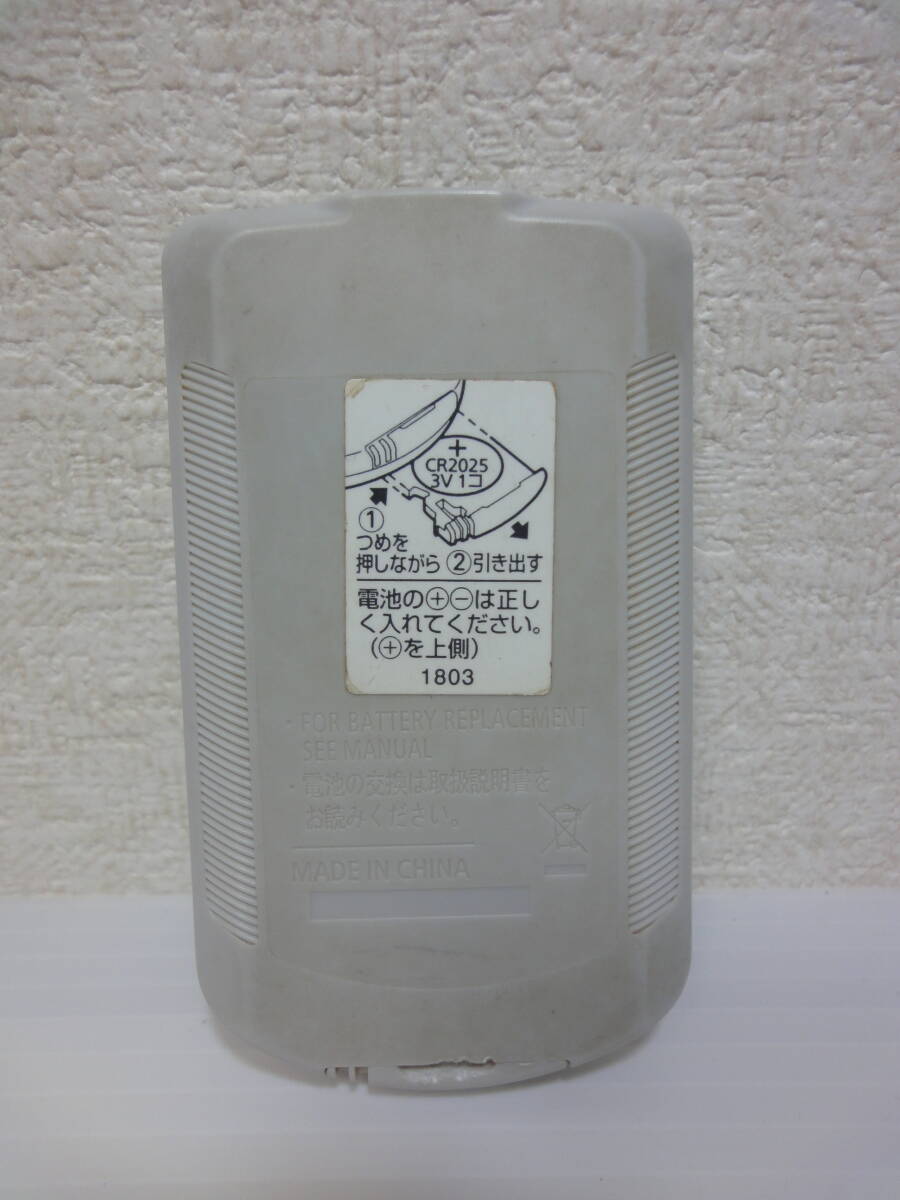 +
CR2025
3V 1コ
①
つめを
押しながら ②引き出す
電池の⊕⊖は正し
く入れてください。
(⊕を上側)
1803
・FOR BATTERY REPLACEMENT
SEE MANUAL
・電池の交換は取扱説明書を
お読みください。
MADE IN CHINA